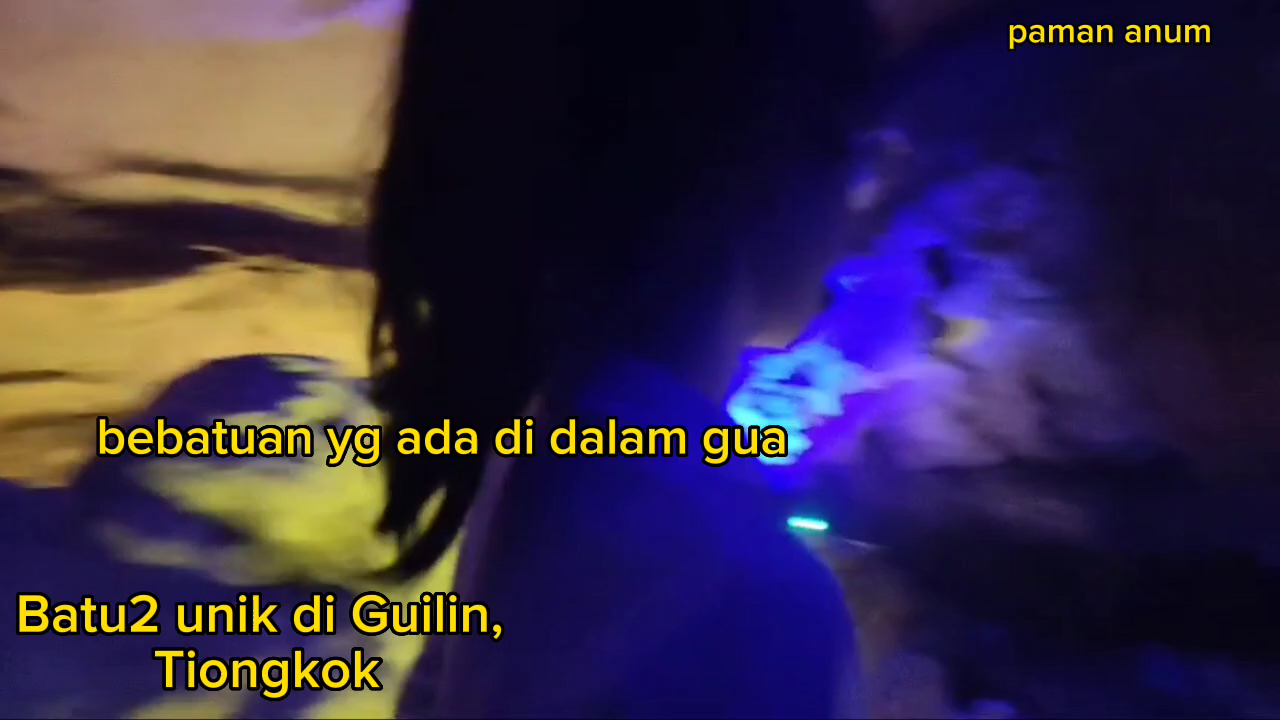 paman anum
bebatuan yg ada di dalam gua
Batu2 unik di Guilin,
Tiongkok